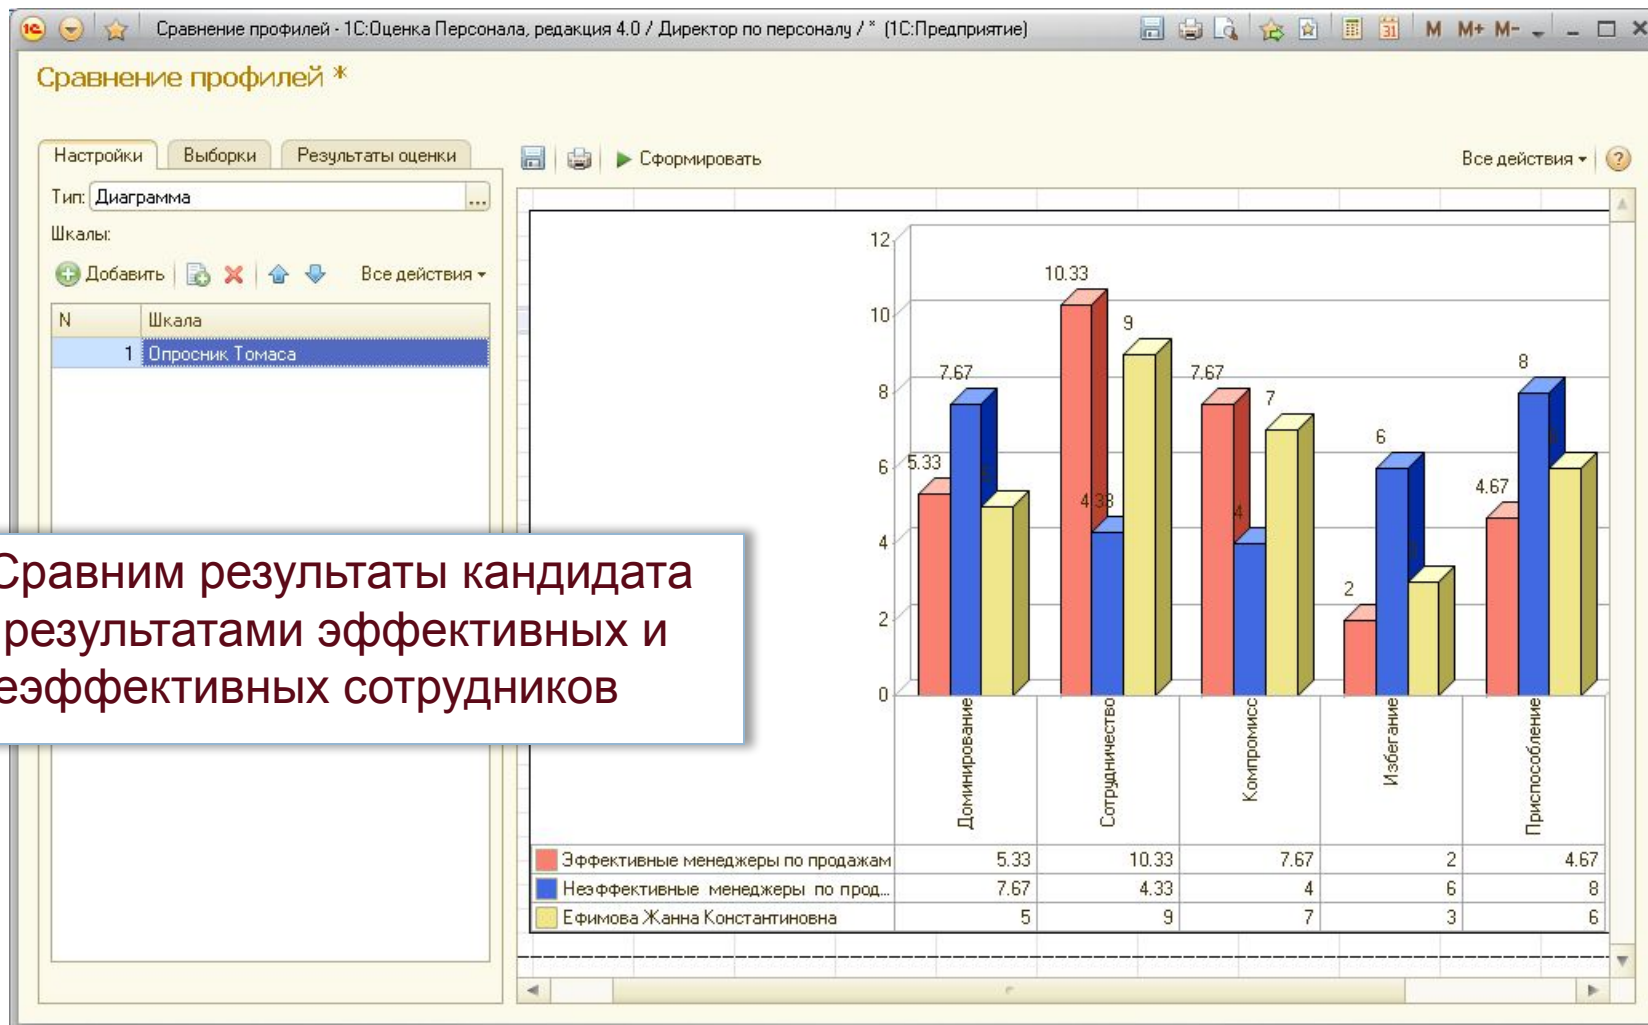 Сравнение профилей - 1С:Оценка Персонала, редакция 4.0 / Директор по персоналу / * (1С:Предприятие)
31 M M+ M-
Сравнение профилей *
Настройки Выборки Результаты оценки
Сформировать
Все действия
?
Тип: Диаграмма ...
Шкалы:
Добавить Все действия
N Шкала
1 Опросник Томаса
Сравним результаты кандидата
результатами эффективных и
еэффективных сотрудников
12
10
8
6
4
2
0
5.33 7.67 5
10.33 4.33 9
7.67 4 7
2 6 3
4.67 8 6
Доминирование
Сотрудничество
Компромисс
Избегание
Приспособление
Эффективные менеджеры по продажам 5.33 10.33 7.67 2 4.67
Неэффективные менеджеры по прод... 7.67 4.33 4 6 8
Ефимова Жанна Константиновна 5 9 7 3 6